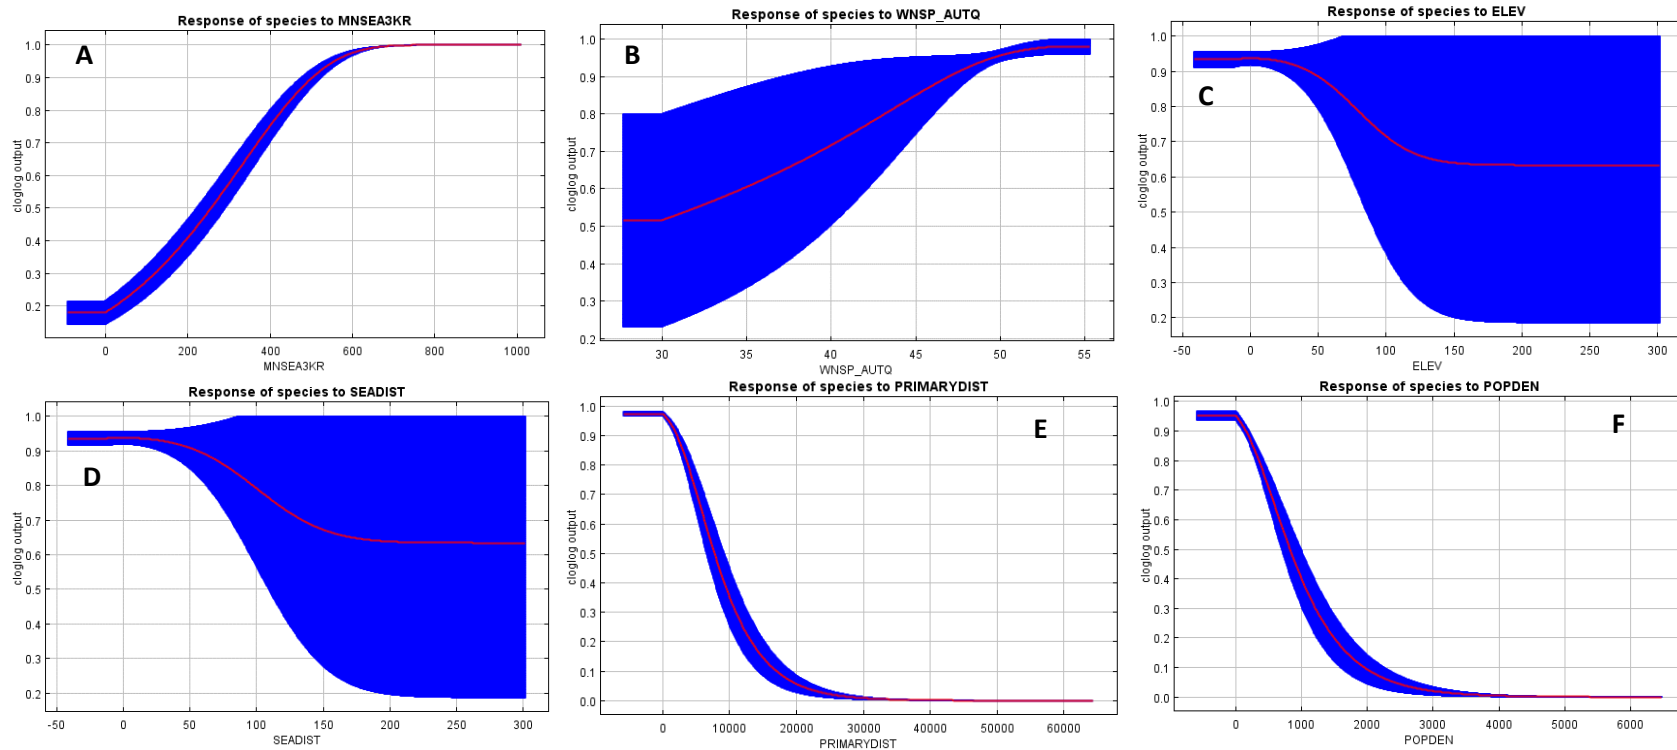 Response of species to MNSEA3KR
A
cloglog output
1.0
0.9
0.8
0.7
0.6
0.5
0.4
0.3
0.2
0 200 400 600 800 1000
MNSEA3KR
Response of species to WNSP_AUTQ
B
cloglog output
1.0
0.9
0.8
0.7
0.6
0.5
0.4
0.3
0.2
30 35 40 45 50 55
WNSP_AUTQ
Response of species to ELEV
C
cloglog output
1.0
0.9
0.8
0.7
0.6
0.5
0.4
0.3
0.2
-50 0 50 100 150 200 250 300
ELEV
Response of species to SEADIST
D
cloglog output
1.0
0.9
0.8
0.7
0.6
0.5
0.4
0.3
0.2
-50 0 50 100 150 200 250 300
SEADIST
Response of species to PRIMARYDIST
E
cloglog output
1.0
0.9
0.8
0.7
0.6
0.5
0.4
0.3
0.2
0.1
0.0
0 10000 20000 30000 40000 50000 60000
PRIMARYDIST
Response of species to POPDEN
F
cloglog output
1.0
0.9
0.8
0.7
0.6
0.5
0.4
0.3
0.2
0.1
0.0
0 1000 2000 3000 4000 5000 6000
POPDEN